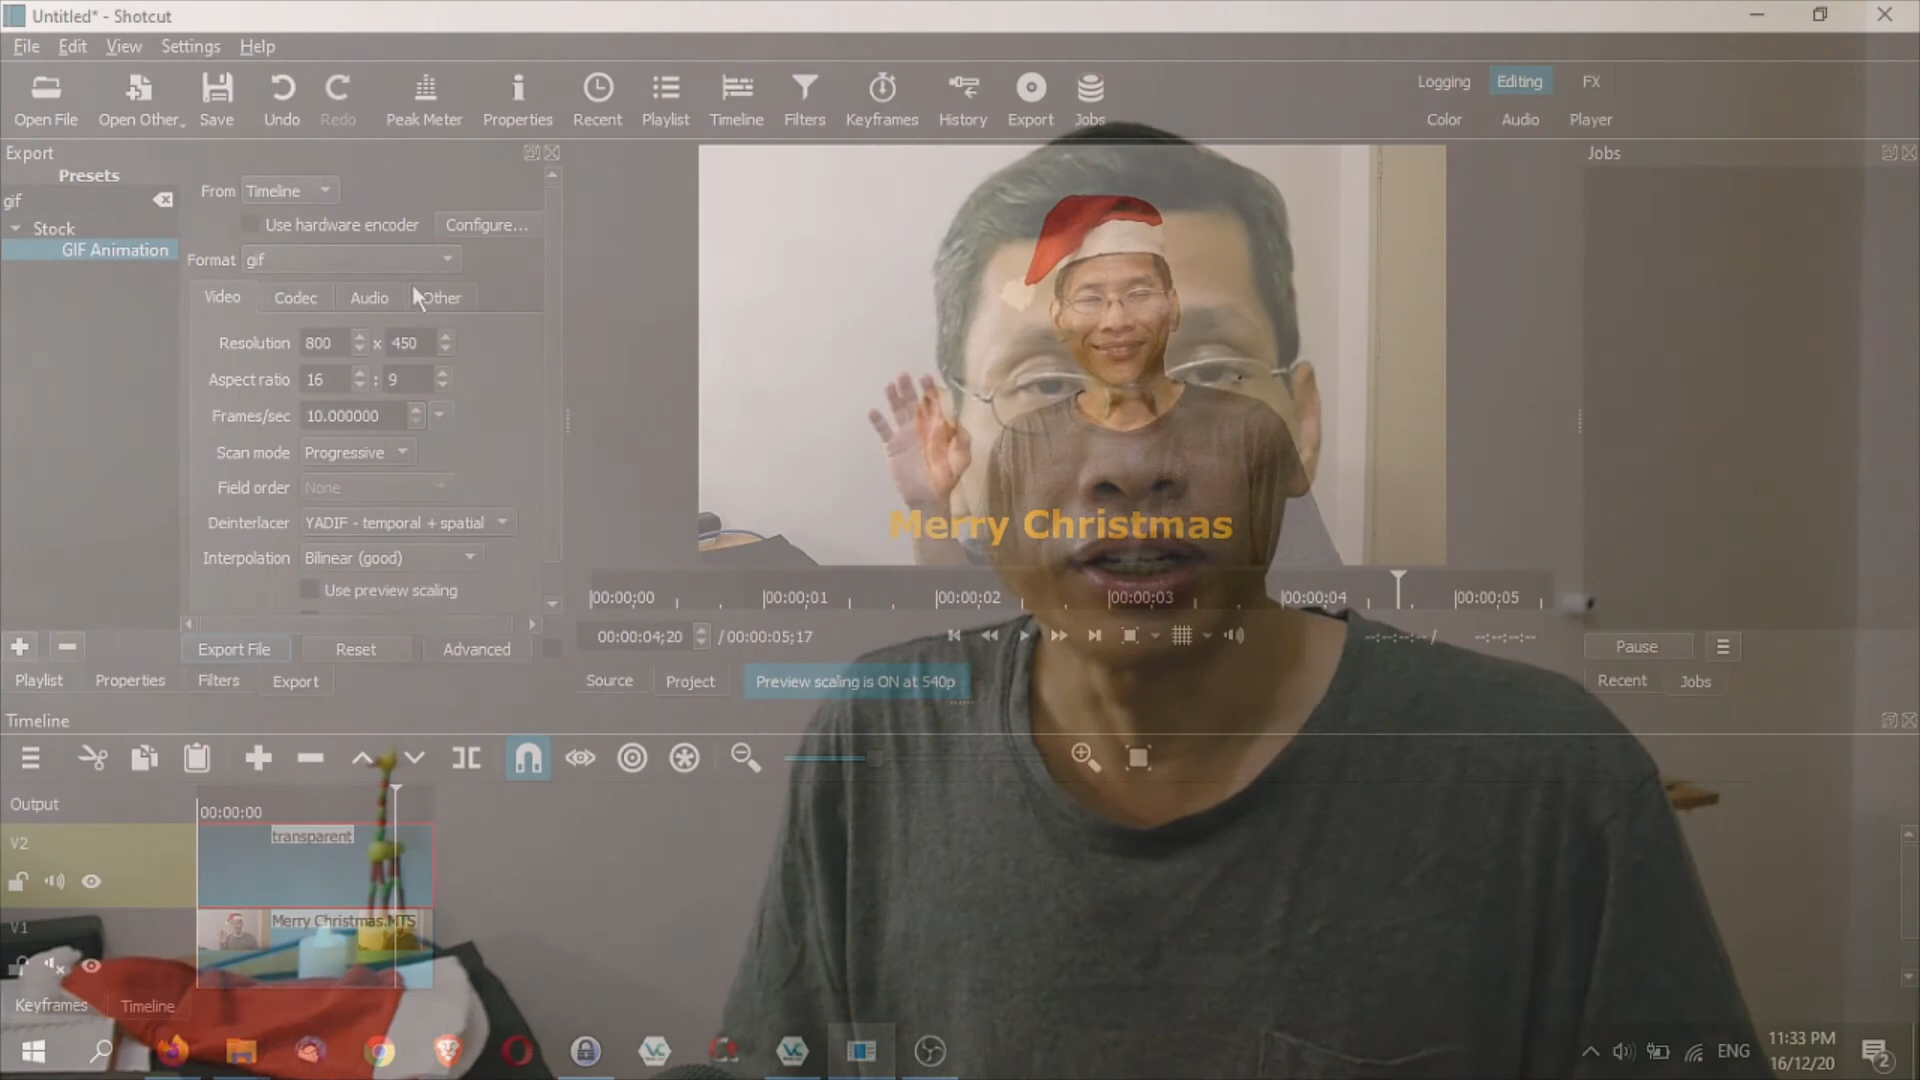 Untitled* - Shotcut
File Edit View Settings Help
Open File Open Other Save Undo Redo Peak Meter Properties Recent Playlist Timeline Filters Keyframes History Export Jobs
Logging Editing FX
Color Audio Player
Export
Presets
gif
Stock
GIF Animation
From Timeline
Use hardware encoder Configure...
Format gif
Video Codec Audio Other
Resolution 800 x 450
Aspect ratio 16 : 9
Frames/sec 10.000000
Scan mode Progressive
Field order None
Deinterlacer YADIF - temporal + spatial
Interpolation Bilinear (good)
Use preview scaling
Export File Reset Advanced
Playlist Properties Filters Export
Merry Christmas
00:00:00 00:00:01 00:00:02 00:00:03 00:00:04 00:00:05
00:00:04;20 / 00:00:05;17 --:--:--:-- / --:--:--:--
Source Project Preview scaling is ON at 540p
Jobs
Pause
Recent Jobs
Timeline
Output
00:00:00
V2
transparent
V1
Merry Christmas.MTS
Keyframes Timeline
ENG
11:33 PM
16/12/20
2